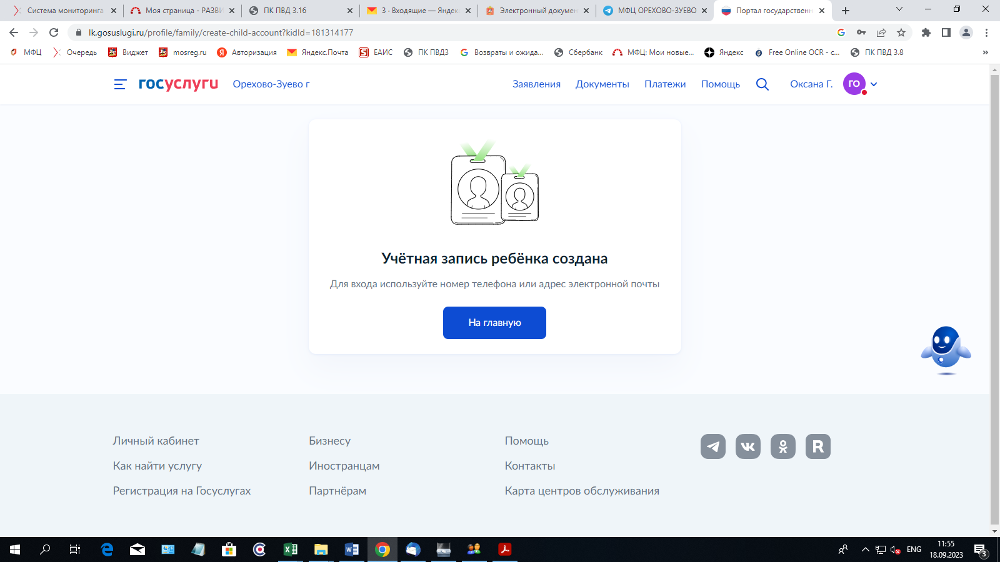 Система мониторинга
Моя страница - РАЗВИ
ПК ПВД 3.16
3 · Входящие — Яндекс
Электронный документ
МФЦ ОРЕХОВО-ЗУЕВО
Портал государственн
lk.gosuslugi.ru/profile/family/create-child-account?kidId=181314177
МФЦ
Очередь
Виджет
mosreg.ru
Авторизация
Яндекс.Почта
ЕАИС
ПК ПВД3
Возвраты и ожида...
Сбербанк
МФЦ: Мои новые...
Яндекс
Free Online OCR - c...
ПК ПВД 3.8
»
госуслуги
Орехово-Зуево г
Заявления
Документы
Платежи
Помощь
Оксана Г.
ГО
Учётная запись ребёнка создана
Для входа используйте номер телефона или адрес электронной почты
На главную
Личный кабинет
Бизнесу
Помощь
Как найти услугу
Иностранцам
Контакты
Регистрация на Госуслугах
Партнёрам
Карта центров обслуживания
ENG
11:55
18.09.2023
3